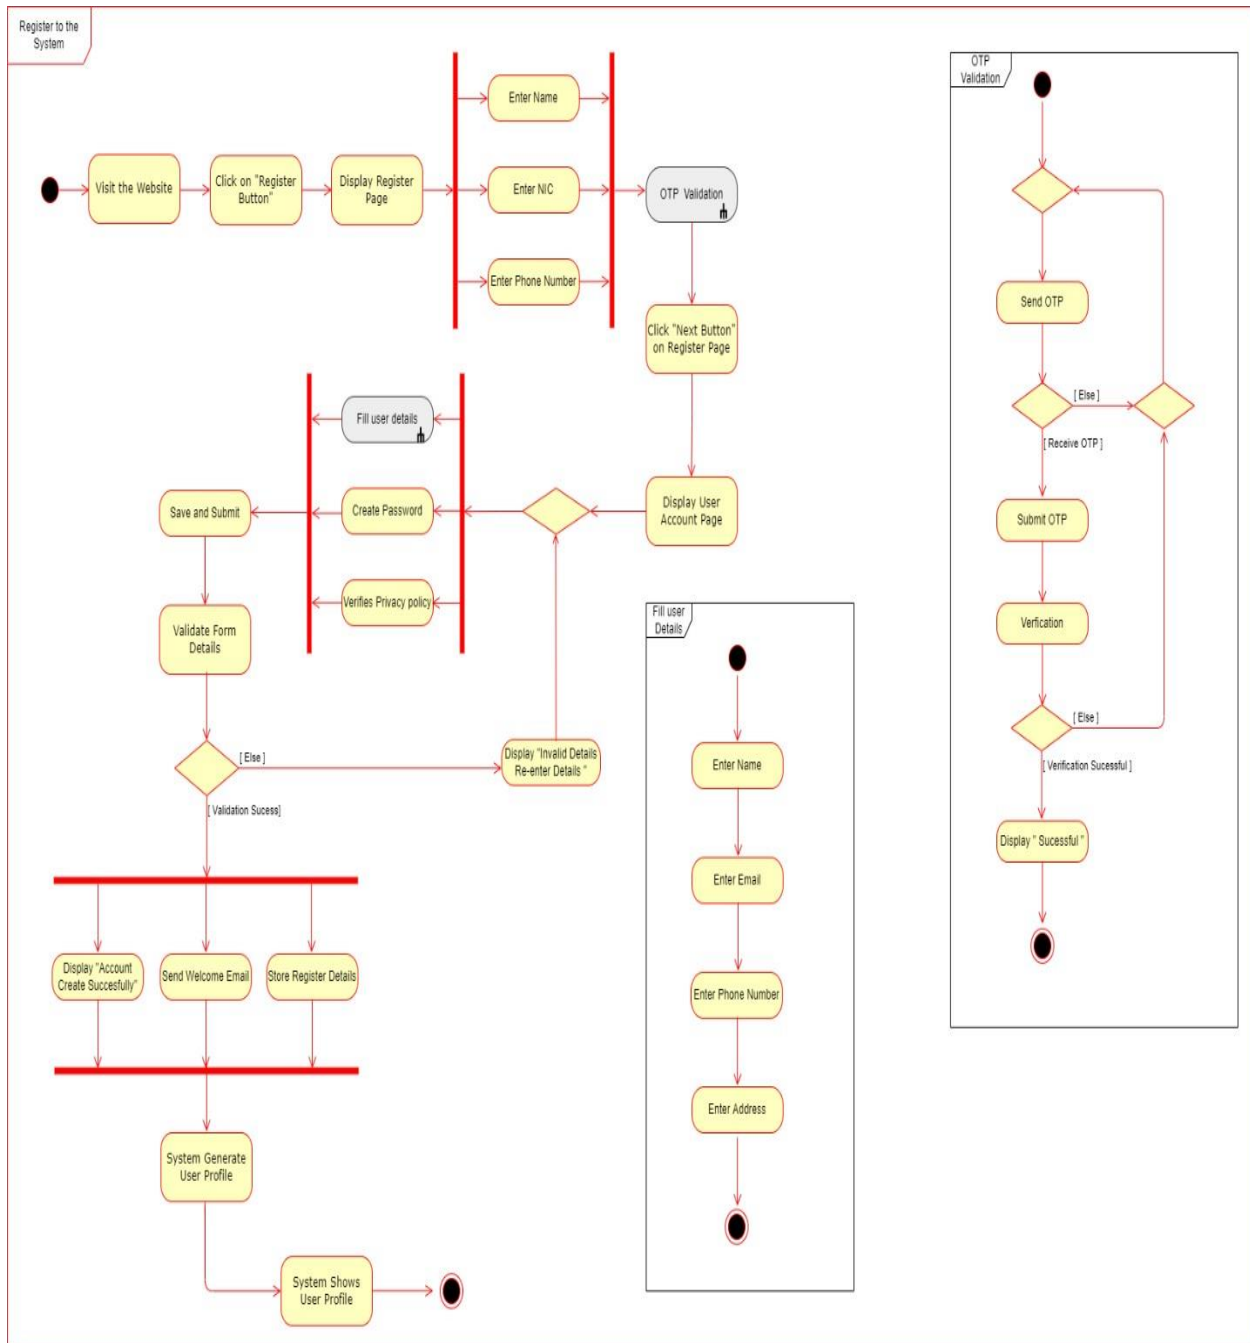 Register to the
System
OTP
Validation
Enter Name
Visit the Website
Click on "Register
Button"
Display Register
Page
Enter NIC
OTP Validation
Enter Phone Number
Send OTP
Click "Next Button"
on Register Page
[ Else ]
Fill user details
[ Receive OTP ]
Save and Submit
Create Password
Display User
Account Page
Submit OTP
Verifies Privacy policy
Fill user
Details
Validate Form
Details
Verfication
[ Else ]
[ Else ]
Display "Invalid Details
Re-enter Details "
Enter Name
[ Verification Sucessful ]
[ Validation Sucess]
Display " Sucessful "
Enter Email
Display "Account
Create Succesfully"
Send Welcome Email
Store Register Details
Enter Phone Number
Enter Address
System Generate
User Profile
System Shows
User Profile